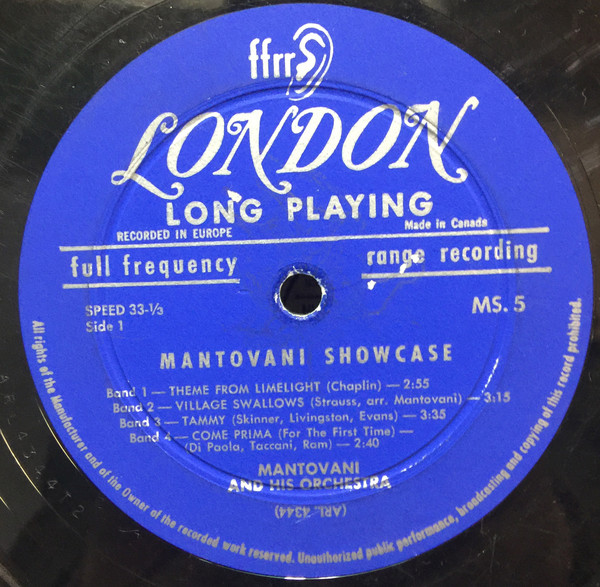 ffrr
LONDON
LONG PLAYING
RECORDED IN EUROPE
Made in Canada
full frequency
range recording
SPEED 33-⅓
Side 1
MS. 5
MANTOVANI SHOWCASE
Band 1 — THEME FROM LIMELIGHT (Chaplin) — 2:55
Band 2 — VILLAGE SWALLOWS (Strauss, arr. Mantovani) — 3:15
Band 3 — TAMMY (Skinner, Livingston, Evans) — 3:35
Band 4 — COME PRIMA (For The First Time) —
(Di Paola, Taccani, Ram) — 2:40
MANTOVANI
AND HIS ORCHESTRA
(ARL. 4344)
All rights of the Manufacturer and of the Owner of the recorded work reserved. Unauthorized public performance, broadcasting and copying of this record prohibited.